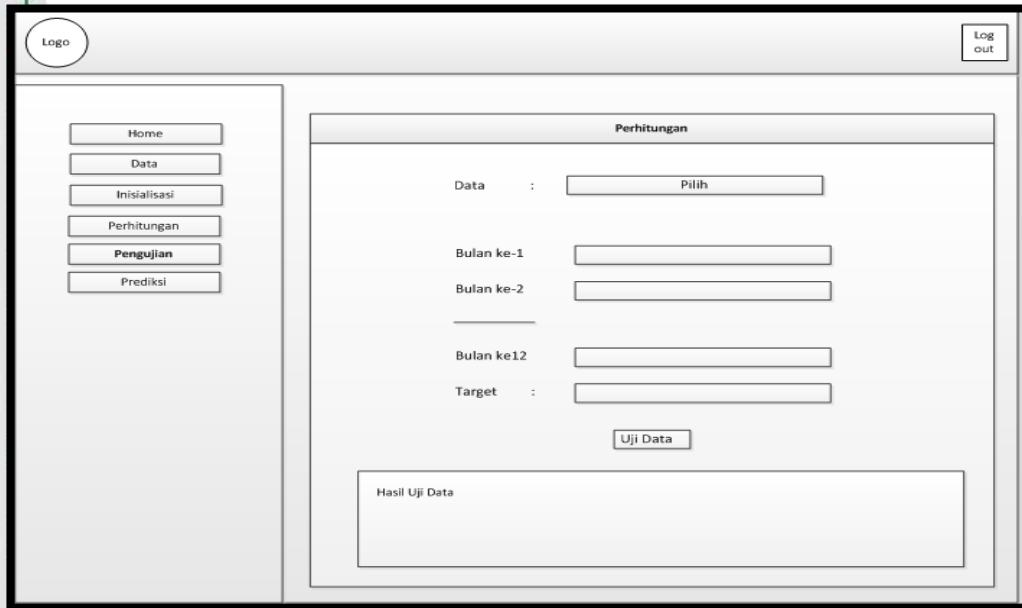 Logo
Log
out
Home
Data
Inisialisasi
Perhitungan
Pengujian
Prediksi
Perhitungan
Data : Pilih
Bulan ke-1
Bulan ke-2
Bulan ke12
Target :
Uji Data
Hasil Uji Data